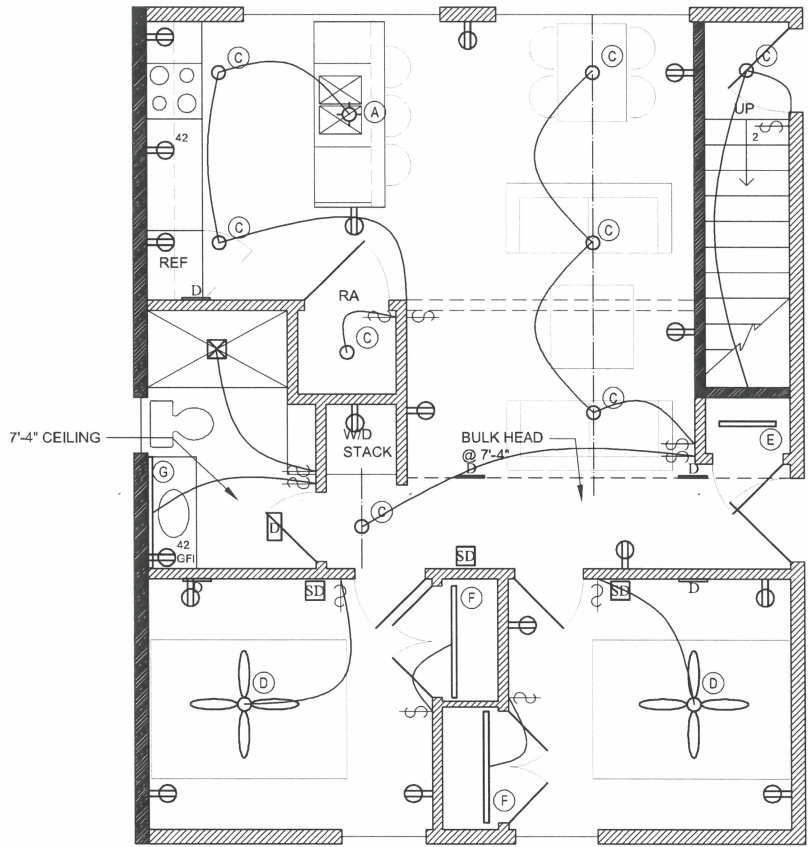 C
C
C
A
UP
42
2
C
C
REF
D
RA
C
C
7'-4" CEILING
W/D
STACK
BULK HEAD
@ 7'-4"
E
G
D
D
C
D
42
GFI
SD
D
SD
SD
D
F
D
D
F